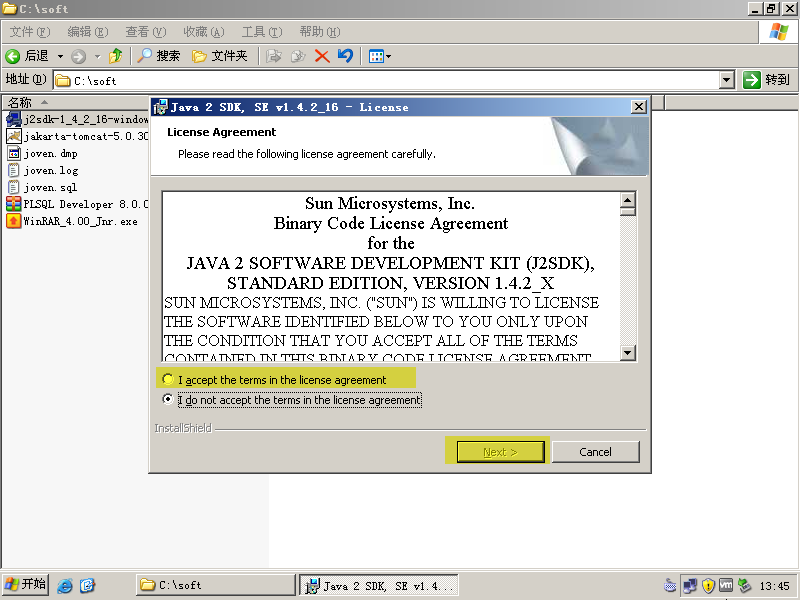 C:\soft
文件(F) 编辑(E) 查看(V) 收藏(A) 工具(T) 帮助(H)
后退 搜索 文件夹
地址(D) C:\soft 转到
名称
j2sdk-1_4_2_16-window
jakarta-tomcat-5.0.30
joven.dmp
joven.log
joven.sql
PLSQL Developer 8.0.0
WinRAR_4.00_Jnr.exe
Java 2 SDK, SE v1.4.2_16 - License
License Agreement
Please read the following license agreement carefully.
Sun Microsystems, Inc.
Binary Code License Agreement
for the
JAVA 2 SOFTWARE DEVELOPMENT KIT (J2SDK),
STANDARD EDITION, VERSION 1.4.2_X
SUN MICROSYSTEMS, INC. ("SUN") IS WILLING TO LICENSE
THE SOFTWARE IDENTIFIED BELOW TO YOU ONLY UPON
THE CONDITION THAT YOU ACCEPT ALL OF THE TERMS
CONTAINED IN THIS BINARY CODE LICENSE AGREEMENT
I accept the terms in the license agreement
I do not accept the terms in the license agreement
InstallShield
Next > Cancel
开始 C:\soft Java 2 SDK, SE v1.4... 13:45